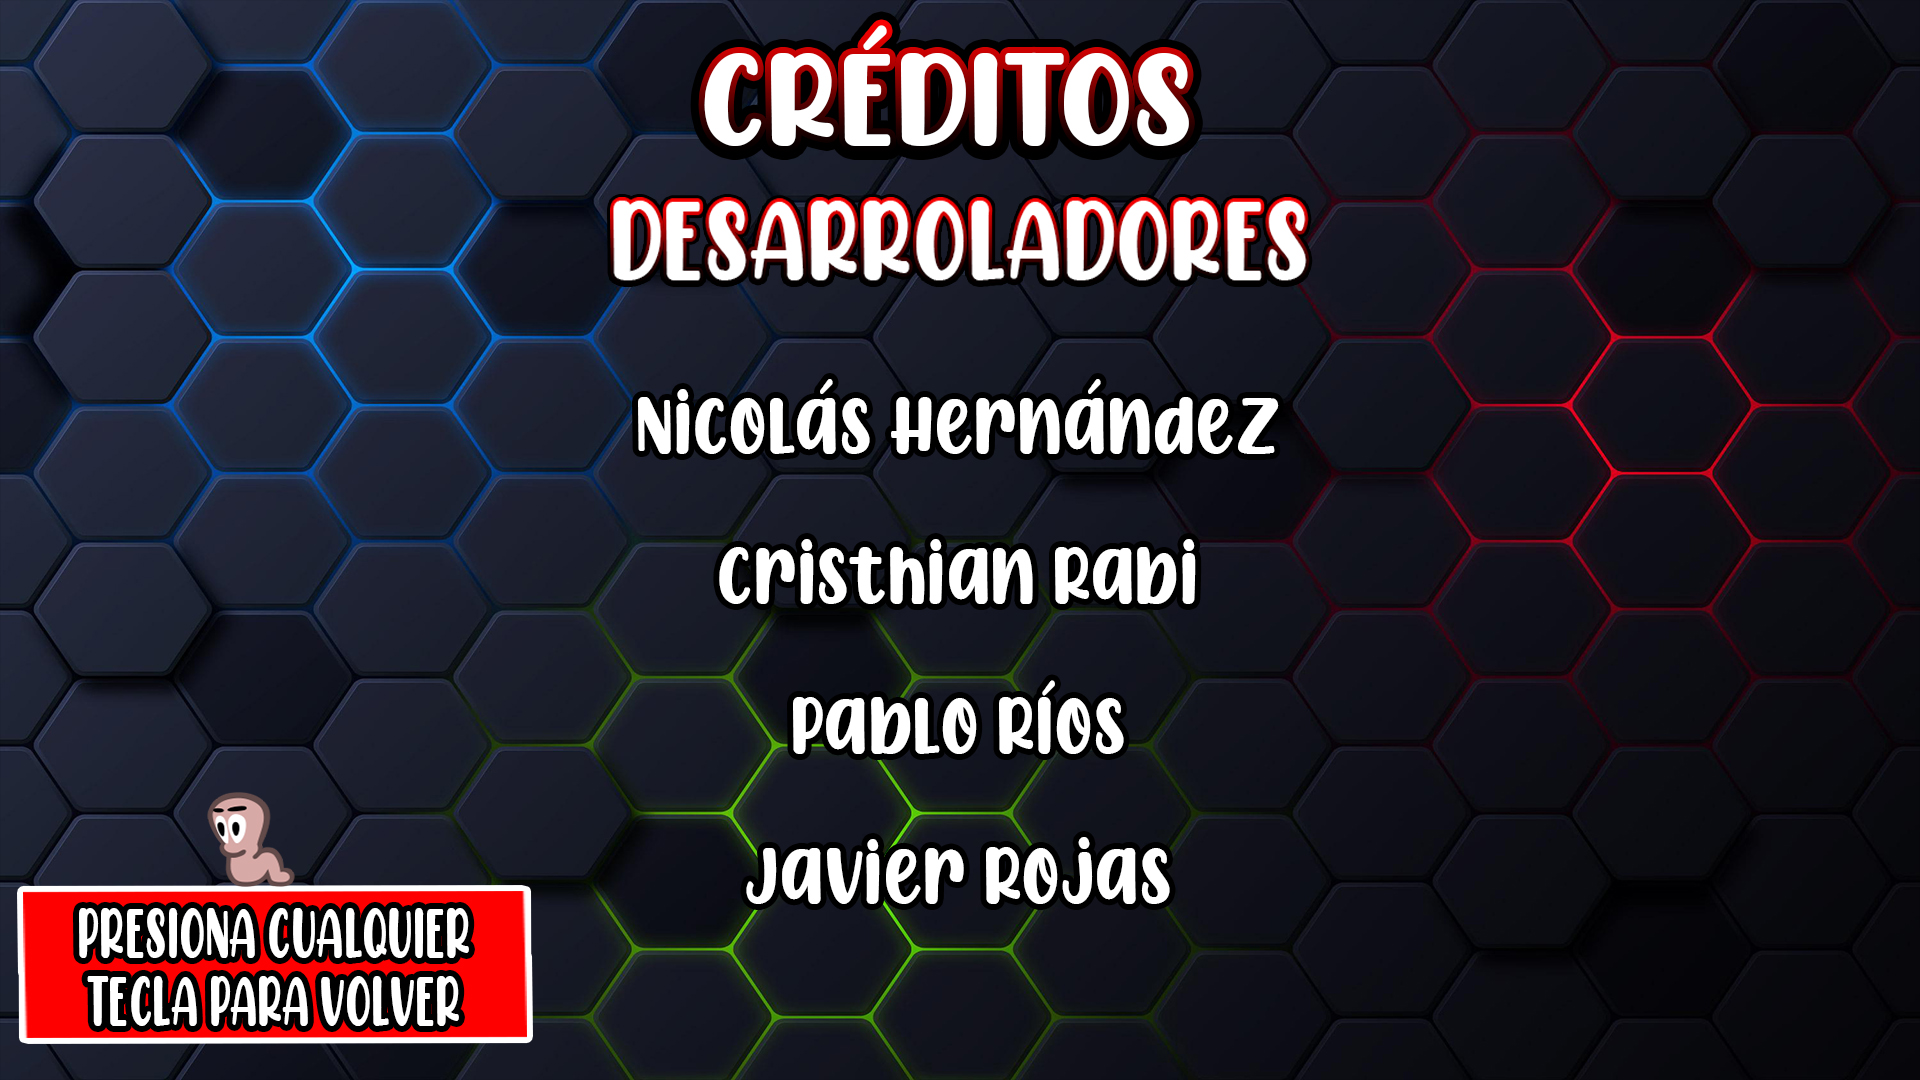 CRÉDITOS
DESARROLADORES
Nicolás Hernández
Cristhian Rabi
Pablo Ríos
Javier Rojas
PRESIONA CUALQUIER
TECLA PARA VOLVER